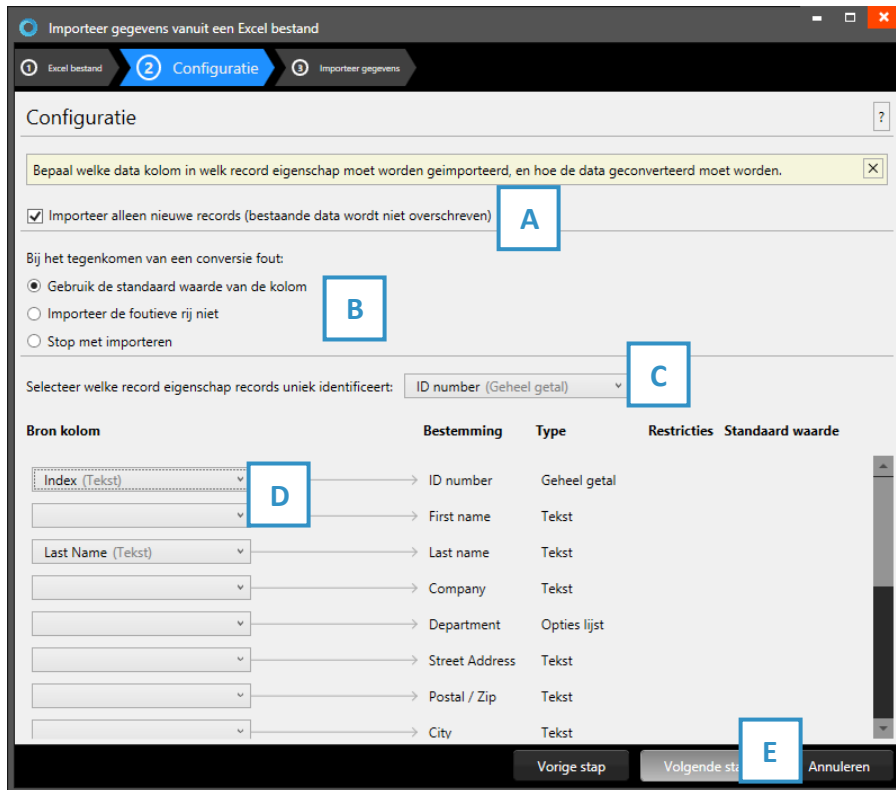 Importeer gegevens vanuit een Excel bestand
1 Excel bestand 2 Configuratie 3 Importeer gegevens
Configuratie ?
Bepaal welke data kolom in welk record eigenschap moet worden geimporteerd, en hoe de data geconverteerd moet worden.
Importeer alleen nieuwe records (bestaande data wordt niet overschreven) A
Bij het tegenkomen van een conversie fout:
Gebruik de standaard waarde van de kolom
Importeer de foutieve rij niet B
Stop met importeren
Selecteer welke record eigenschap records uniek identificeert: ID number (Geheel getal) C
Bron kolom Bestemming Type Restricties Standaard waarde
Index (Tekst) D ID number Geheel getal
First name Tekst
Last Name (Tekst) Last name Tekst
Company Tekst
Department Opties lijst
Street Address Tekst
Postal / Zip Tekst
City Tekst
Vorige stap Volgende E Annuleren